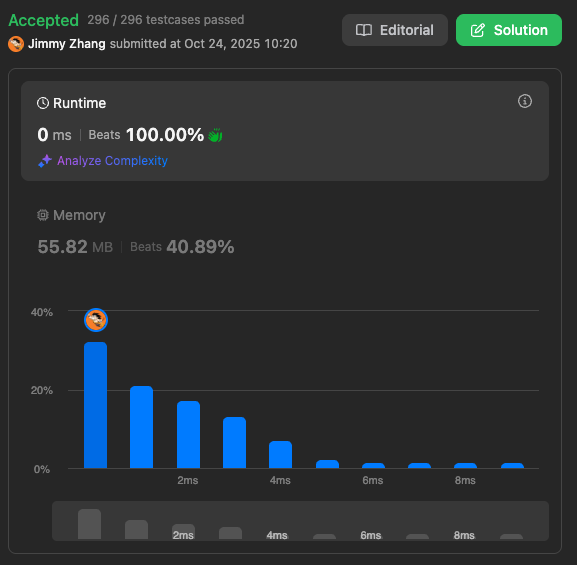 Accepted 296 / 296 testcases passed
Jimmy Zhang submitted at Oct 24, 2025 10:20
Editorial
Solution
Runtime
0 ms Beats 100.00%
Analyze Complexity
Memory
55.82 MB Beats 40.89%
40%
20%
0%
2ms 4ms 6ms 8ms
2ms 4ms 6ms 8ms